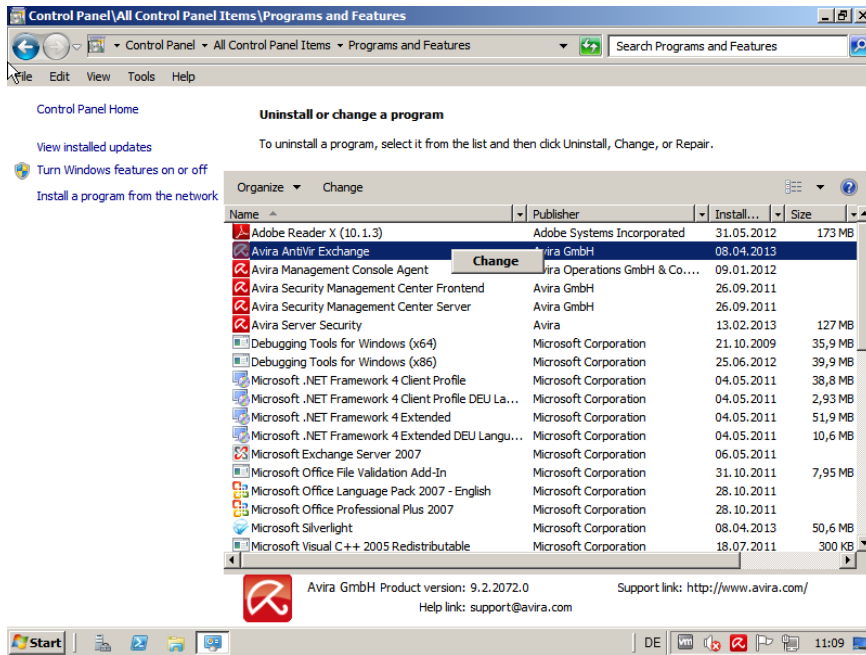 Control Panel\All Control Panel Items\Programs and Features
Control Panel All Control Panel Items Programs and Features Search Programs and Features
File Edit View Tools Help
Control Panel Home
View installed updates
Turn Windows features on or off
Install a program from the network
Uninstall or change a program
To uninstall a program, select it from the list and then click Uninstall, Change, or Repair.
Organize Change
Name Publisher Install... Size
Adobe Reader X (10.1.3) Adobe Systems Incorporated 31.05.2012 173 MB
Avira AntiVir Exchange Avira GmbH 08.04.2013
Change
Avira Management Console Agent Avira Operations GmbH & Co.... 09.01.2012
Avira Security Management Center Frontend Avira GmbH 26.09.2011
Avira Security Management Center Server Avira GmbH 26.09.2011
Avira Server Security Avira 13.02.2013 127 MB
Debugging Tools for Windows (x64) Microsoft Corporation 21.10.2009 35,9 MB
Debugging Tools for Windows (x86) Microsoft Corporation 25.06.2012 39,9 MB
Microsoft .NET Framework 4 Client Profile Microsoft Corporation 04.05.2011 38,8 MB
Microsoft .NET Framework 4 Client Profile DEU La... Microsoft Corporation 04.05.2011 2,93 MB
Microsoft .NET Framework 4 Extended Microsoft Corporation 04.05.2011 51,9 MB
Microsoft .NET Framework 4 Extended DEU Langu... Microsoft Corporation 04.05.2011 10,6 MB
Microsoft Exchange Server 2007 Microsoft Corporation 06.05.2011
Microsoft Office File Validation Add-In Microsoft Corporation 31.10.2011 7,95 MB
Microsoft Office Language Pack 2007 - English Microsoft Corporation 28.10.2011
Microsoft Office Professional Plus 2007 Microsoft Corporation 28.10.2011
Microsoft Silverlight Microsoft Corporation 08.04.2013 50,6 MB
Microsoft Visual C++ 2005 Redistributable Microsoft Corporation 18.07.2011 300 KB
Avira GmbH Product version: 9.2.2072.0 Support link: http://www.avira.com/
Help link: support@avira.com
Start DE vm 11:09